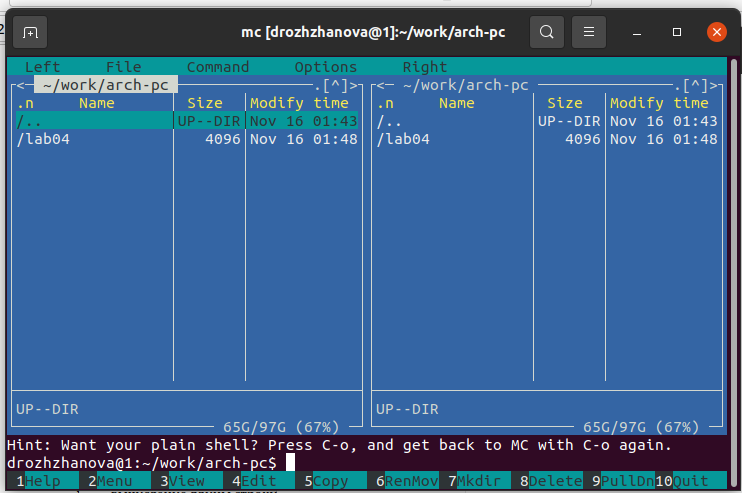 mc [drozhzhanova@1]:~/work/arch-pc
Left File Command Options Right
<─ ~/work/arch-pc ─.[^]> <─ ~/work/arch-pc ─.[^]>
.n Name Size Modify time .n Name Size Modify time
/.. UP--DIR Nov 16 01:43 /.. UP--DIR Nov 16 01:43
/lab04 4096 Nov 16 01:48 /lab04 4096 Nov 16 01:48
UP--DIR UP--DIR
65G/97G (67%) 65G/97G (67%)
Hint: Want your plain shell? Press C-o, and get back to MC with C-o again.
drozhzhanova@1:~/work/arch-pc$
1Help 2Menu 3View 4Edit 5Copy 6RenMov 7Mkdir 8Delete 9PullDn 10Quit